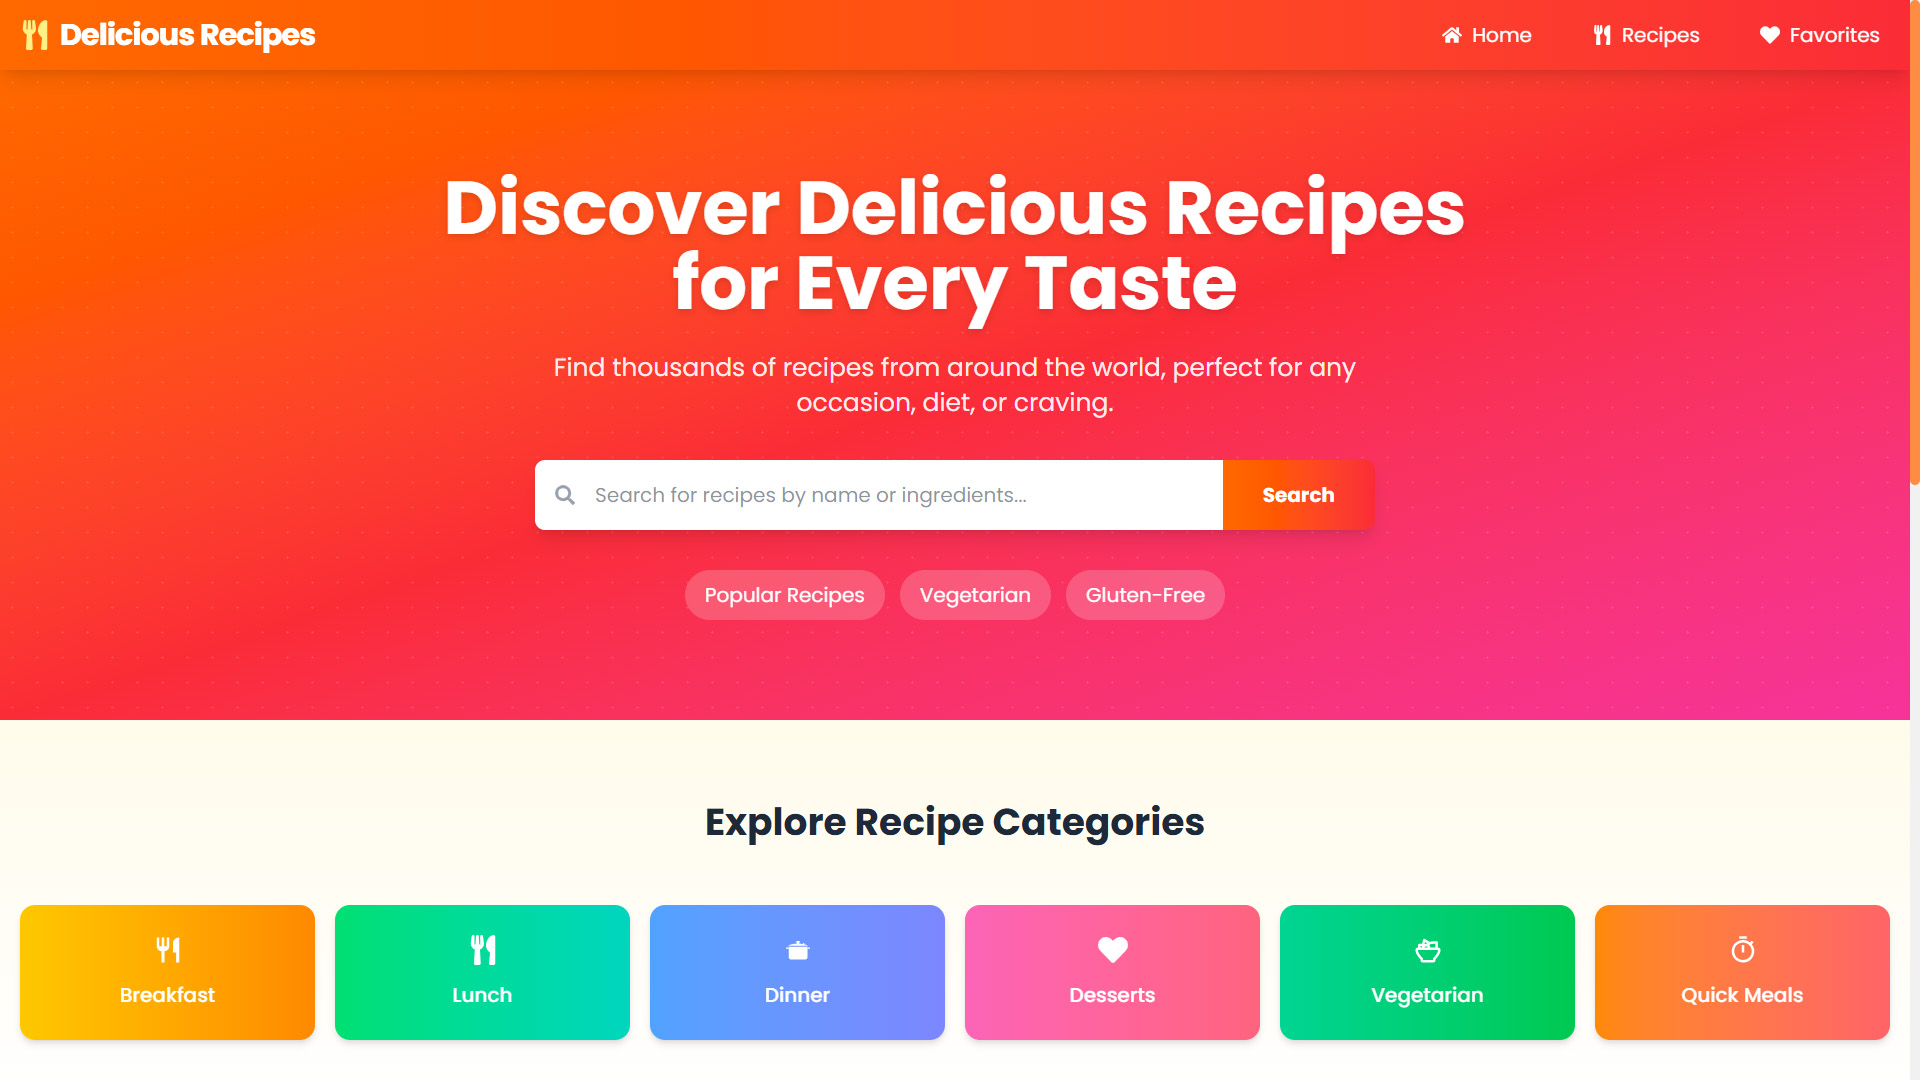 Delicious Recipes
Home
Recipes
Favorites
Discover Delicious Recipes
for Every Taste
Find thousands of recipes from around the world, perfect for any
occasion, diet, or craving.
Search for recipes by name or ingredients...
Search
Popular Recipes
Vegetarian
Gluten-Free
Explore Recipe Categories
Breakfast
Lunch
Dinner
Desserts
Vegetarian
Quick Meals